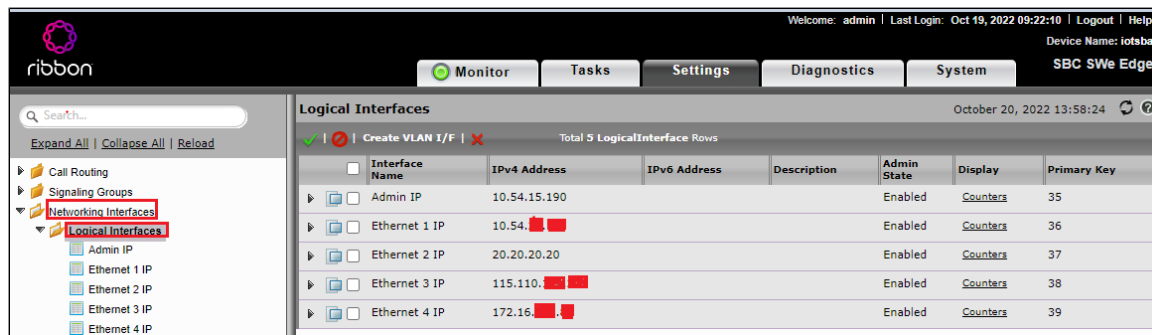 Welcome: admin | Last Login: Oct 19, 2022 09:22:10 | Logout | Help
Device Name: iotsba
SBC SWe Edge
ribbon
Monitor
Tasks
Settings
Diagnostics
System
Search...
Expand All | Collapse All | Reload
Call Routing
Signaling Groups
Networking Interfaces
Logical Interfaces
Admin IP
Ethernet 1 IP
Ethernet 2 IP
Ethernet 3 IP
Ethernet 4 IP
Logical Interfaces October 20, 2022 13:58:24
| | Create VLAN I/F | Total 5 LogicalInterface Rows
Interface Name IPv4 Address IPv6 Address Description Admin State Display Primary Key
Admin IP 10.54.15.190 Enabled Counters 35
Ethernet 1 IP 10.54. Enabled Counters 36
Ethernet 2 IP 20.20.20.20 Enabled Counters 37
Ethernet 3 IP 115.110. Enabled Counters 38
Ethernet 4 IP 172.16. Enabled Counters 39